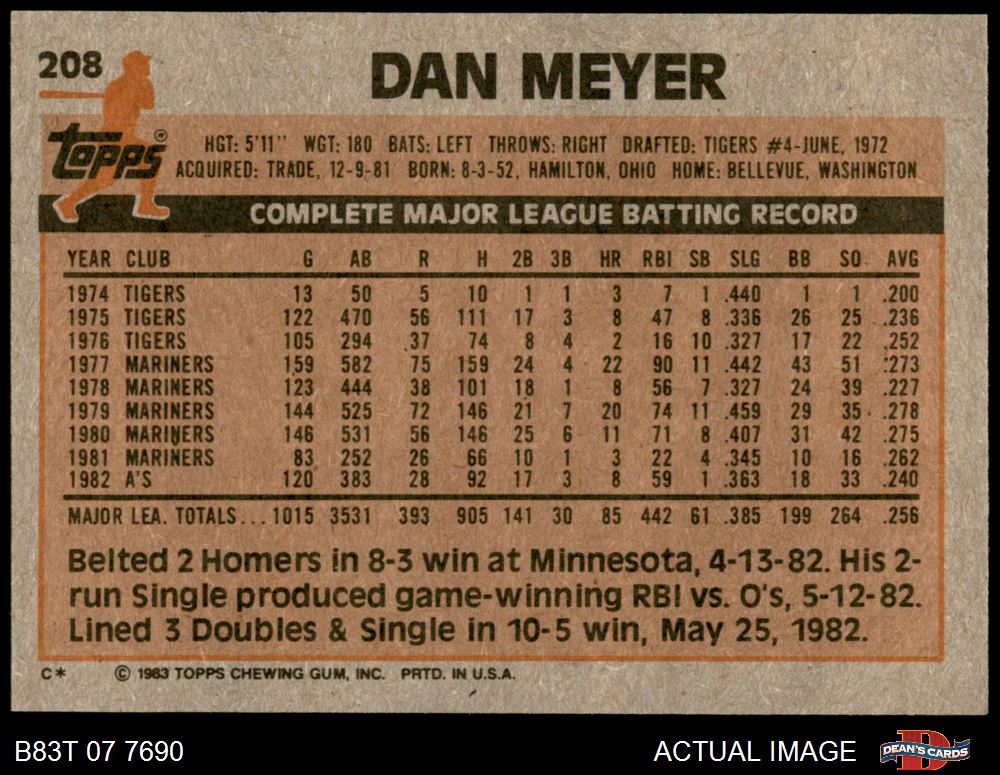 208 DAN MEYER
Topps®
HGT: 5'11" WGT: 180 BATS: LEFT THROWS: RIGHT DRAFTED: TIGERS #4-JUNE, 1972
ACQUIRED: TRADE, 12-9-81 BORN: 8-3-52, HAMILTON, OHIO HOME: BELLEVUE, WASHINGTON
COMPLETE MAJOR LEAGUE BATTING RECORD
YEAR CLUB G AB R H 2B 3B HR RBI SB SLG BB SO AVG
1974 TIGERS 13 50 5 10 1 1 3 7 1 .440 1 1 .200
1975 TIGERS 122 470 56 111 17 3 8 47 8 .336 26 25 .236
1976 TIGERS 105 294 37 74 8 4 2 16 10 .327 17 22 .252
1977 MARINERS 159 582 75 159 24 4 22 90 11 .442 43 51 .273
1978 MARINERS 123 444 38 101 18 1 8 56 7 .327 24 39 .227
1979 MARINERS 144 525 72 146 21 7 20 74 11 .459 29 35 .278
1980 MARINERS 146 531 56 146 25 6 11 71 8 .407 31 42 .275
1981 MARINERS 83 252 26 66 10 1 3 22 4 .345 10 16 .262
1982 A'S 120 383 28 92 17 3 8 59 1 .363 18 33 .240
MAJOR LEA. TOTALS... 1015 3531 393 905 141 30 85 442 61 .385 199 264 .256
Belted 2 Homers in 8-3 win at Minnesota, 4-13-82. His 2-
run Single produced game-winning RBI vs. O's, 5-12-82.
Lined 3 Doubles & Single in 10-5 win, May 25, 1982.
C* © 1983 TOPPS CHEWING GUM, INC. PRTD. IN U.S.A.
B83T 07 7690 ACTUAL IMAGE DEAN'S CARDS